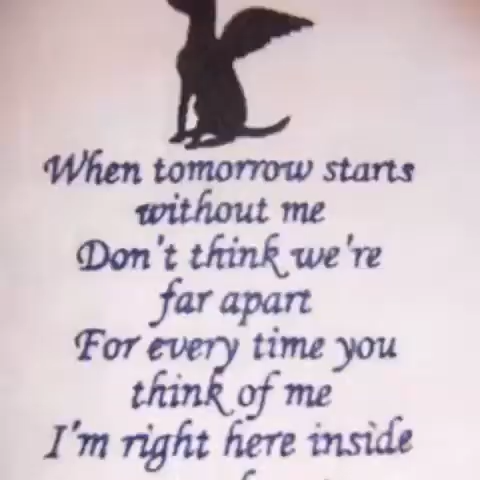 When tomorrow starts
without me
Don't think we're
far apart
For every time you
think of me
I'm right here inside